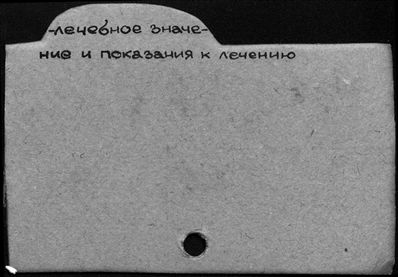 -лечебное значе-
ние и показания к лечению